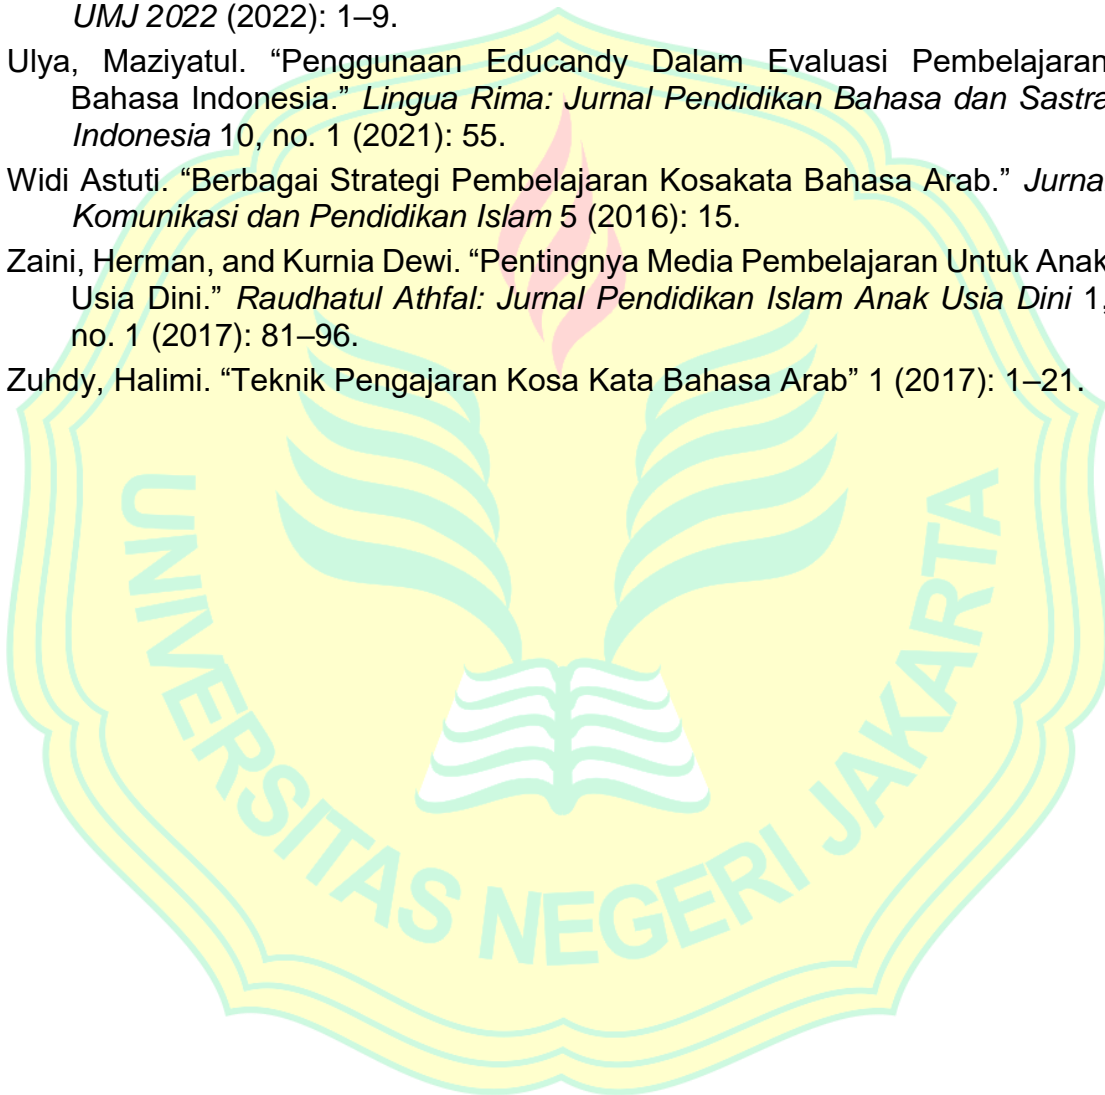 UMJ 2022 (2022): 1–9.
Ulya, Maziyatul. “Penggunaan Educandy Dalam Evaluasi Pembelajaran
Bahasa Indonesia.” Lingua Rima: Jurnal Pendidikan Bahasa dan Sastra
Indonesia 10, no. 1 (2021): 55.
Widi Astuti. “Berbagai Strategi Pembelajaran Kosakata Bahasa Arab.” Jurna
Komunikasi dan Pendidikan Islam 5 (2016): 15.
Zaini, Herman, and Kurnia Dewi. “Pentingnya Media Pembelajaran Untuk Anak
Usia Dini.” Raudhatul Athfal: Jurnal Pendidikan Islam Anak Usia Dini 1,
no. 1 (2017): 81–96.
Zuhdy, Halimi. “Teknik Pengajaran Kosa Kata Bahasa Arab” 1 (2017): 1–21.
UNIVERSITAS NEGERI JAKARTA